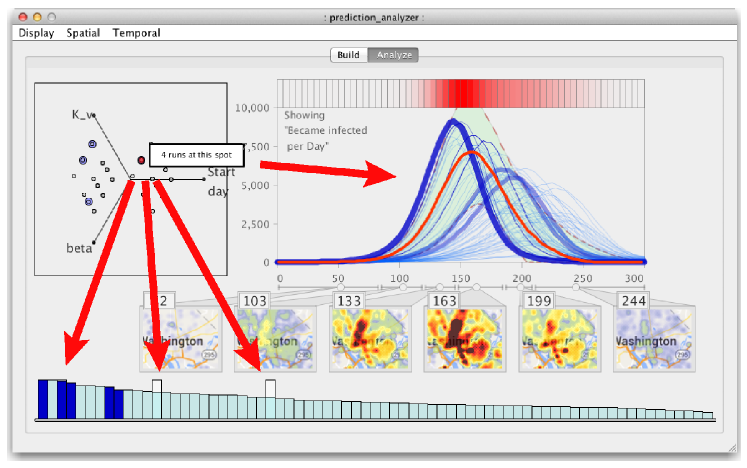 : prediction_analyzer :
Display Spatial Temporal
Build Analyze
K_v
4 runs at this spot
Start
day
beta
10,000
Showing
"Became infected
per Day"
7,500
5,000
2,500
0
0 50 100 150 200 250 300
103 133 163 199 244
Washington
Washington
Washington
295
295